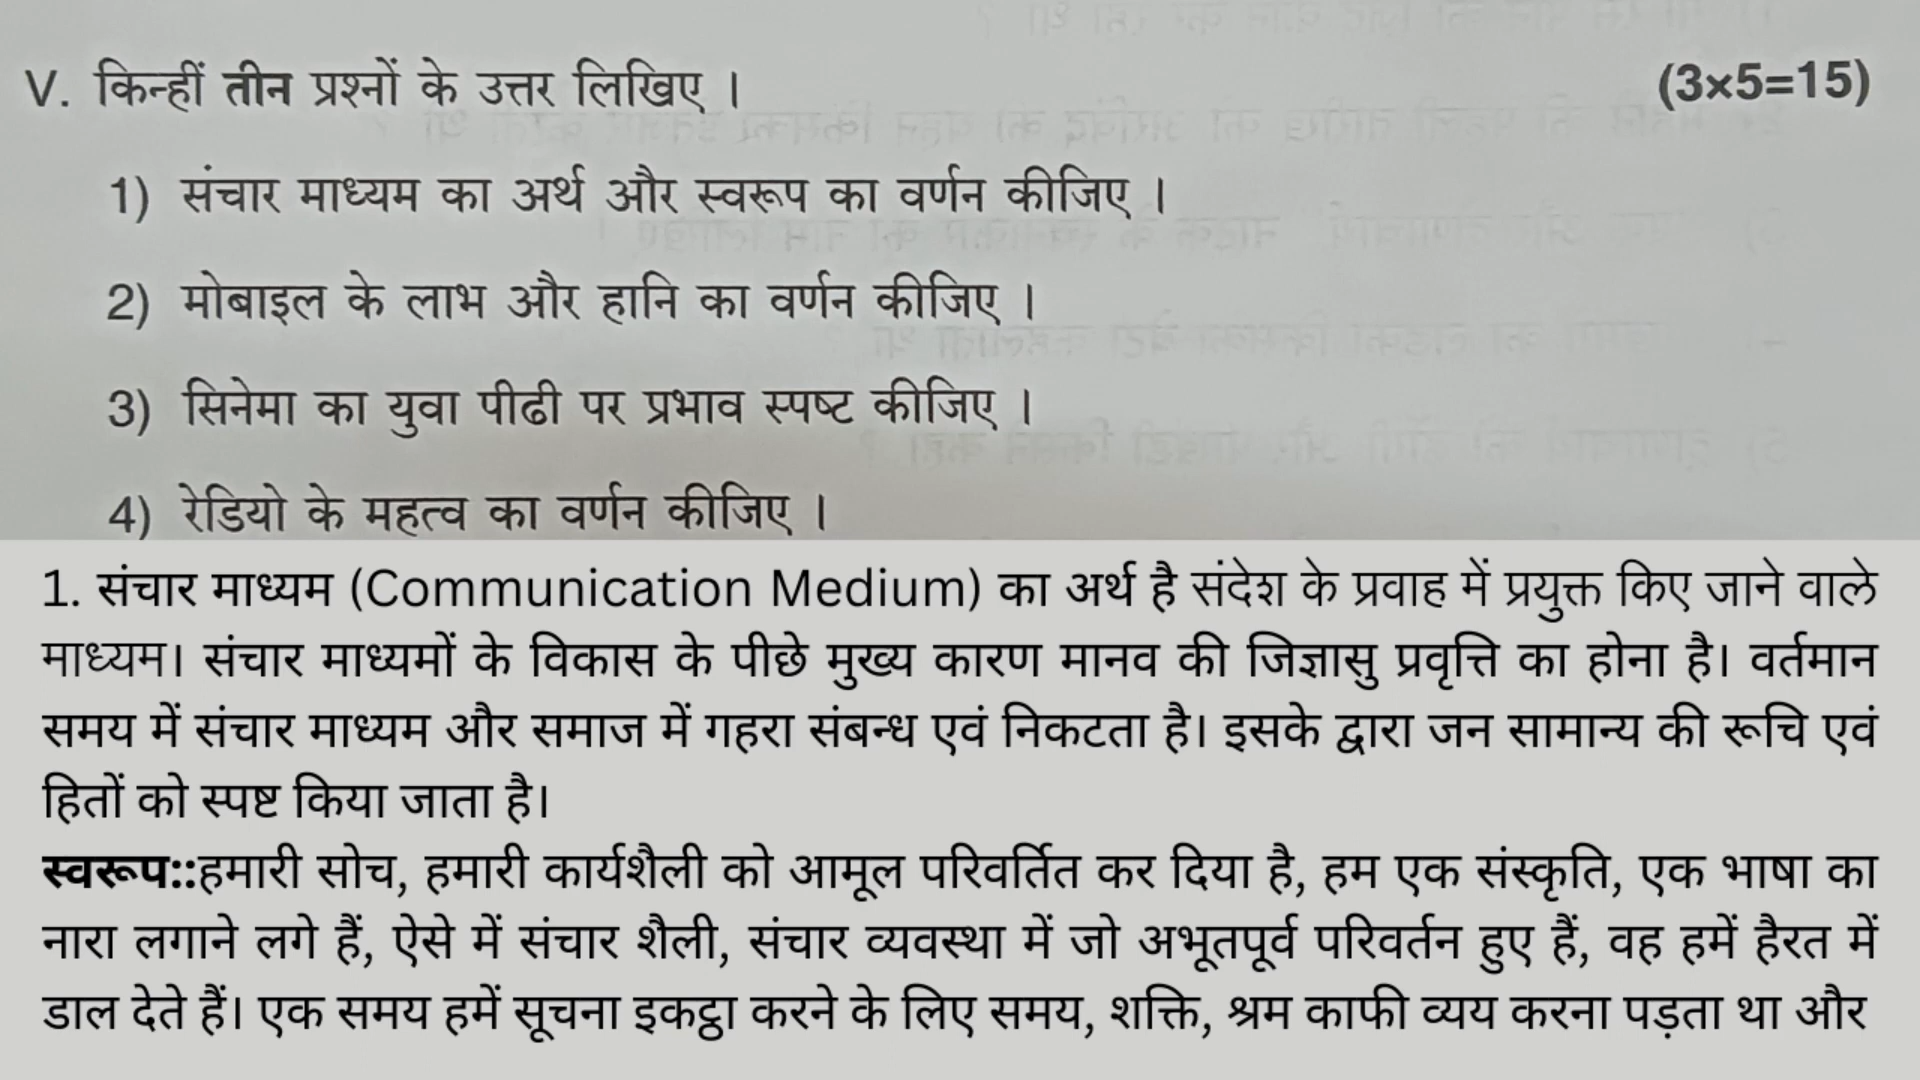 V. किन्हीं तीन प्रश्नों के उत्तर लिखिए । (3×5=15)
1) संचार माध्यम का अर्थ और स्वरूप का वर्णन कीजिए ।
2) मोबाइल के लाभ और हानि का वर्णन कीजिए ।
3) सिनेमा का युवा पीढी पर प्रभाव स्पष्ट कीजिए ।
4) रेडियो के महत्व का वर्णन कीजिए ।
1. संचार माध्यम (Communication Medium) का अर्थ है संदेश के प्रवाह में प्रयुक्त किए जाने वाले
माध्यम। संचार माध्यमों के विकास के पीछे मुख्य कारण मानव की जिज्ञासु प्रवृत्ति का होना है। वर्तमान
समय में संचार माध्यम और समाज में गहरा संबन्ध एवं निकटता है। इसके द्वारा जन सामान्य की रूचि एवं
हितों को स्पष्ट किया जाता है।
स्वरूप::हमारी सोच, हमारी कार्यशैली को आमूल परिवर्तित कर दिया है, हम एक संस्कृति, एक भाषा का
नारा लगाने लगे हैं, ऐसे में संचार शैली, संचार व्यवस्था में जो अभूतपूर्व परिवर्तन हुए हैं, वह हमें हैरत में
डाल देते हैं। एक समय हमें सूचना इकट्ठा करने के लिए समय, शक्ति, श्रम काफी व्यय करना पड़ता था और